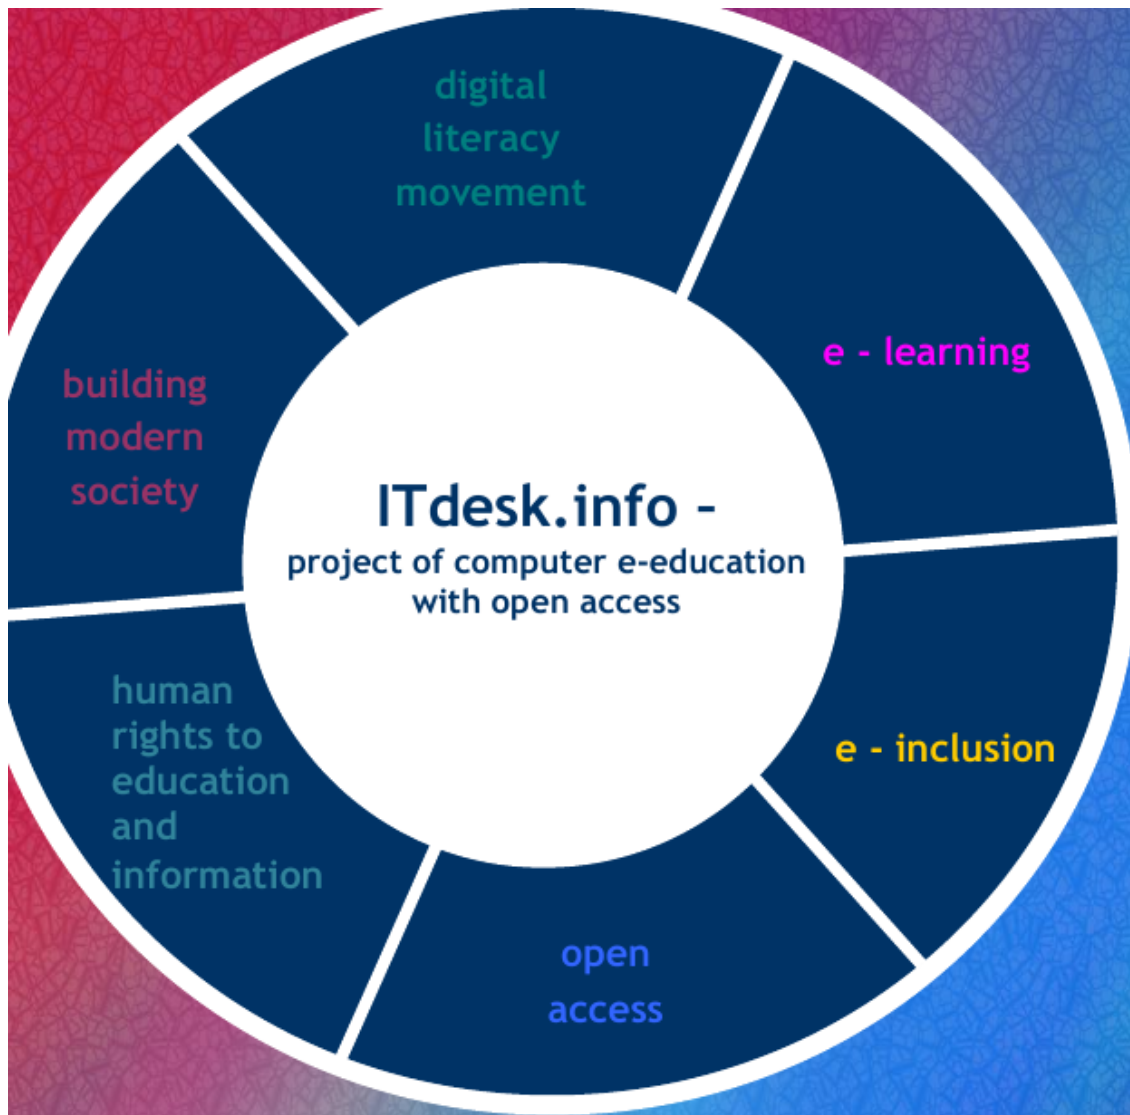 digital
literacy
movement
e - learning
building
modern
society
ITdesk.info –
project of computer e-education
with open access
human
rights to
education
and
information
e - inclusion
open
access